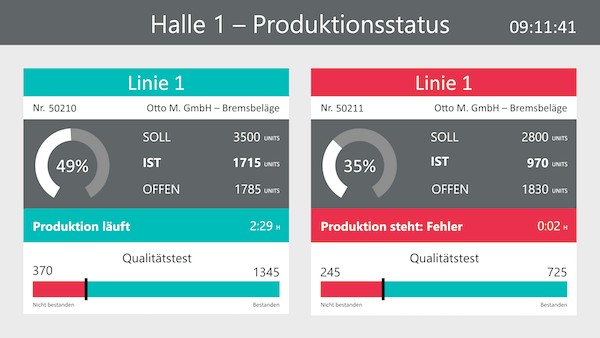 Halle 1 – Produktionsstatus
09:11:41
Linie 1
Nr. 50210 Otto M. GmbH – Bremsbeläge
49%
SOLL 3500 UNITS
IST 1715 UNITS
OFFEN 1785 UNITS
Produktion läuft 2:29 H
Qualitätstest
370 1345
Nicht bestanden Bestanden
Linie 1
Nr. 50211 Otto M. GmbH – Bremsbeläge
35%
SOLL 2800 UNITS
IST 970 UNITS
OFFEN 1830 UNITS
Produktion steht: Fehler 0:02 H
Qualitätstest
245 725
Nicht bestanden Bestanden